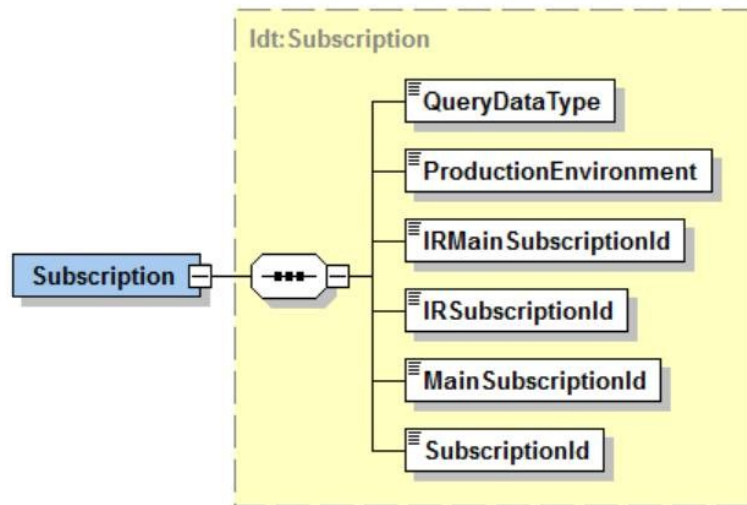 ldt:Subscription
QueryDataType
ProductionEnvironment
IRMainSubscriptionId
Subscription
IRSubscriptionId
MainSubscriptionId
SubscriptionId